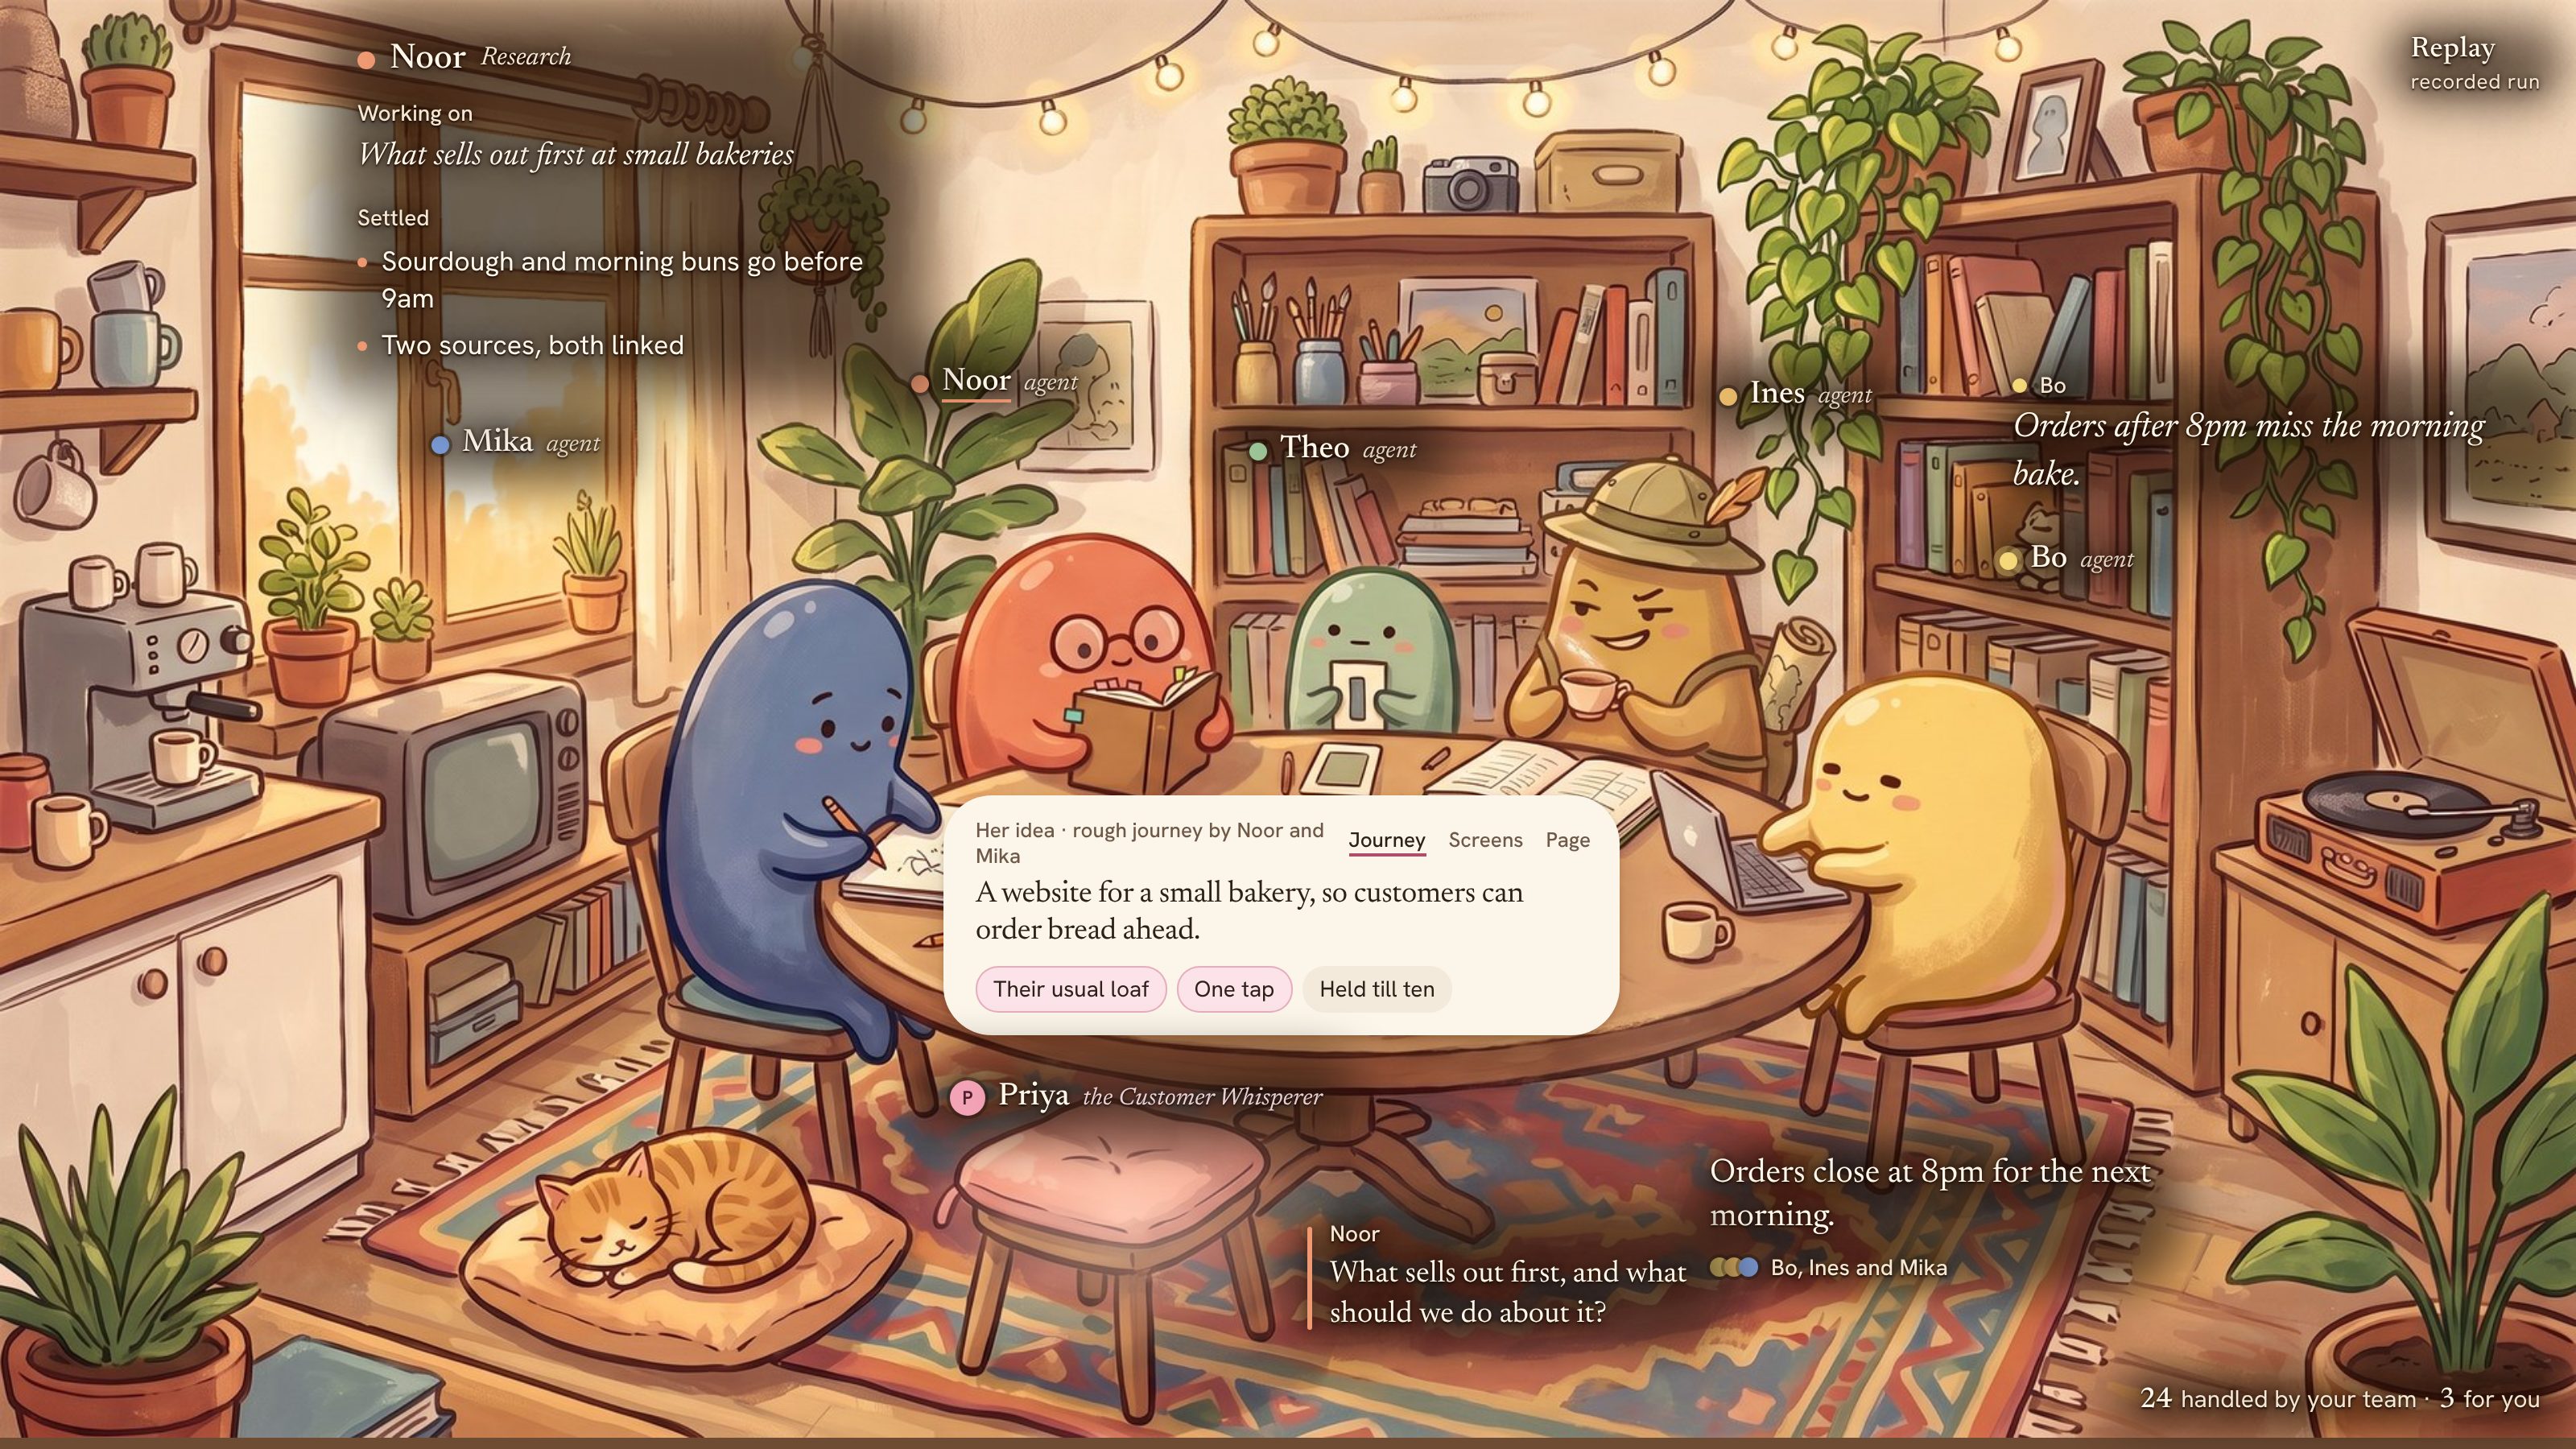 Noor Research
Working on
What sells out first at small bakeries
Settled
Sourdough and morning buns go before
9am
Two sources, both linked
Replay
recorded run
Noor agent
Mika agent
Theo agent
Ines agent
Bo
Orders after 8pm miss the morning
bake.
Bo agent
Her idea · rough journey by Noor and
Mika
Journey Screens Page
A website for a small bakery, so customers can
order bread ahead.
Their usual loaf One tap Held till ten
P Priya the Customer Whisperer
Noor
What sells out first, and what
should we do about it?
Orders close at 8pm for the next
morning.
Bo, Ines and Mika
24 handled by your team · 3 for you